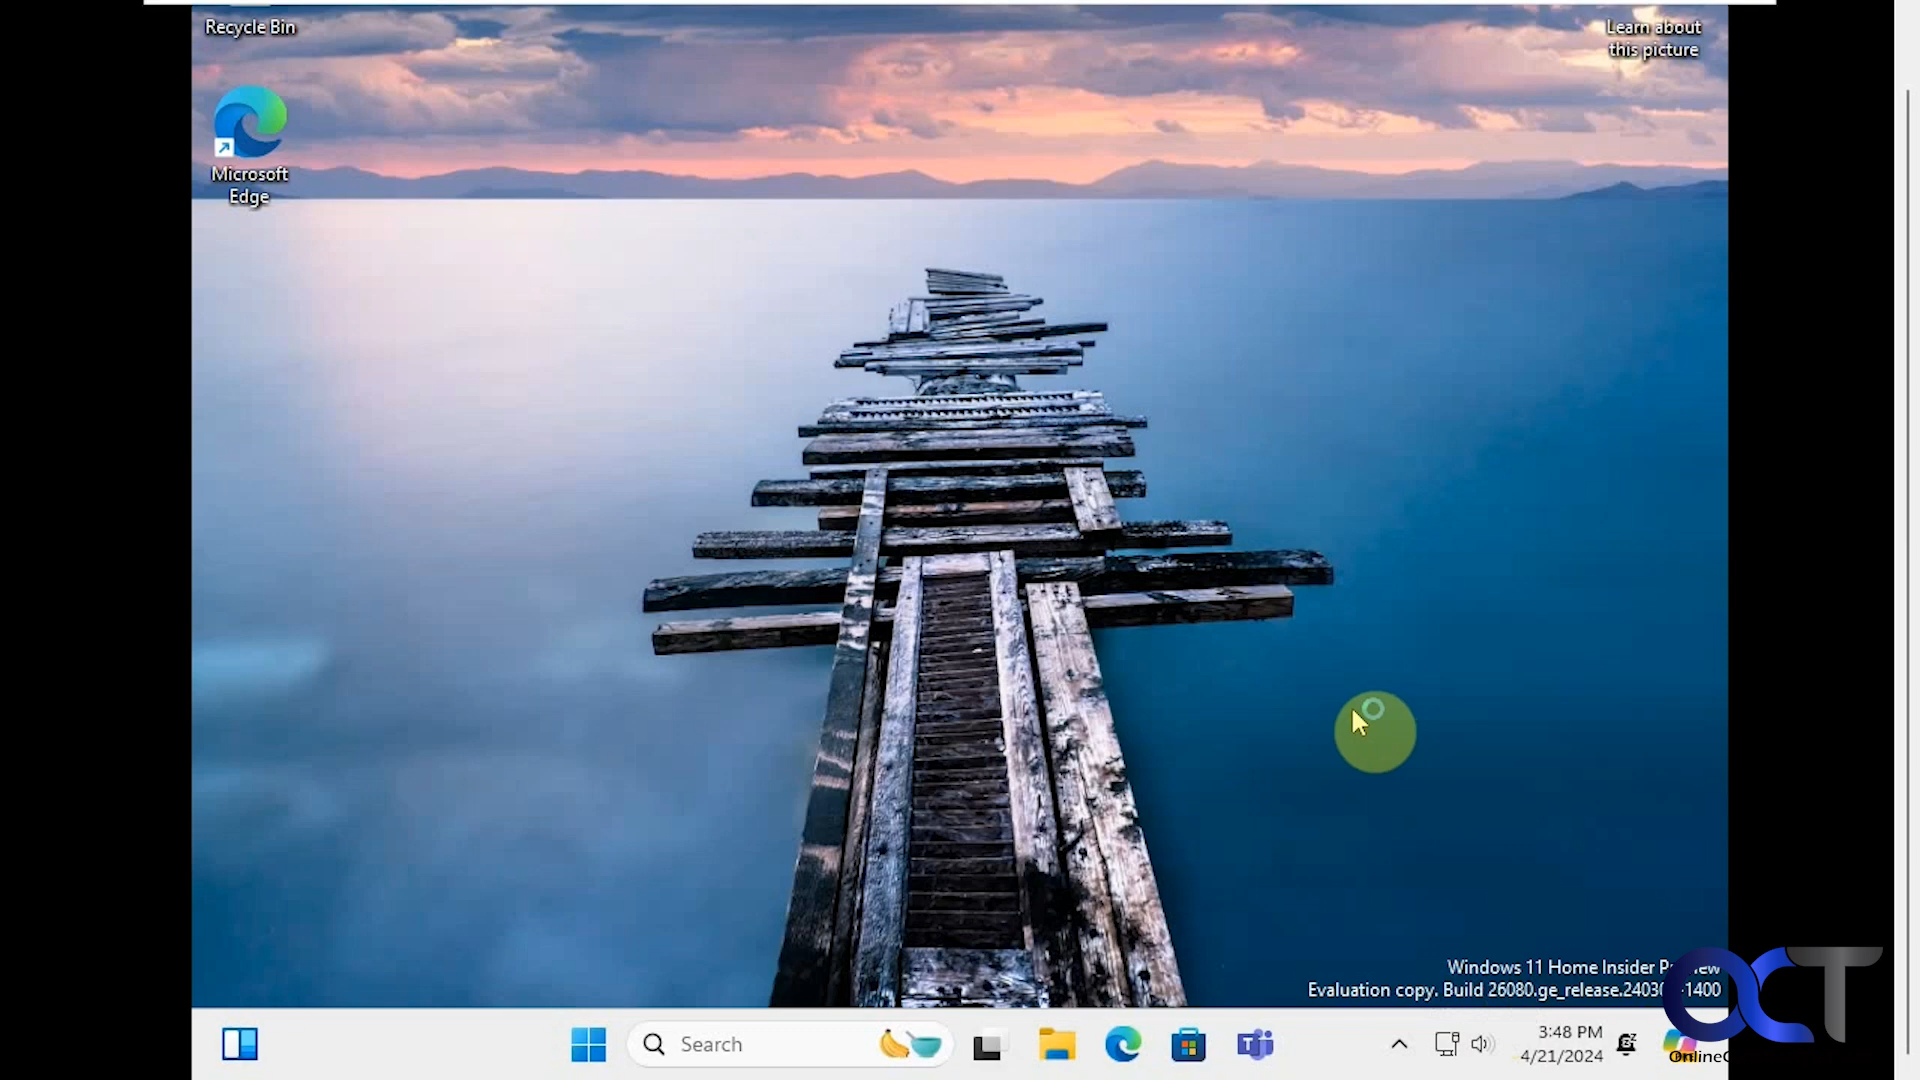 Recycle Bin
Learn about
this picture
Microsoft
Edge
Windows 11 Home Insider
Evaluation copy. Build 26080.ge_release.2403
-1400
OCT
Search
3:48 PM
4/21/2024